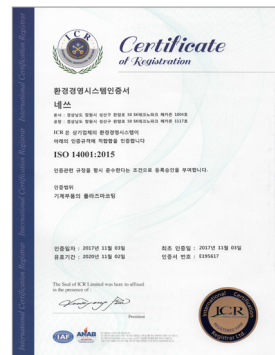 ICR
Certificate
of Registration
환경경영시스템인증서
네쓰
ICR 은 상기업체의 환경경영시스템이
아래의 인증규격에 적합함을 인증합니다
ISO 14001:2015
인증관련 규정을 항시 준수한다는 조건으로 등록승인을 부여합니다.
인증범위
기계부품의 플라즈마코팅
인증일자 : 2017년 11월 03일
최초 인증일 : 2017년 11월 03일
유효기간 : 2020년 11월 02일
인증서 번호 : E195617
The Seal of ICR Limited was here to affixed
in the presence of :
President
IAF
ANAB
ICR
International Certification Registrar